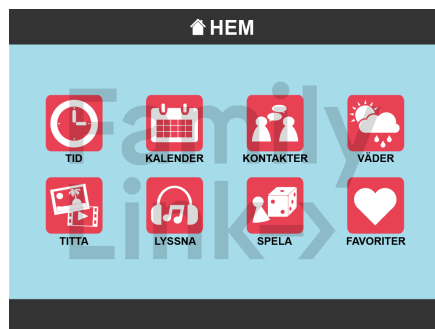 HEM
Family
TID KALENDER KONTAKTER VÄDER
Link
TITTA LYSSNA SPELA FAVORITER